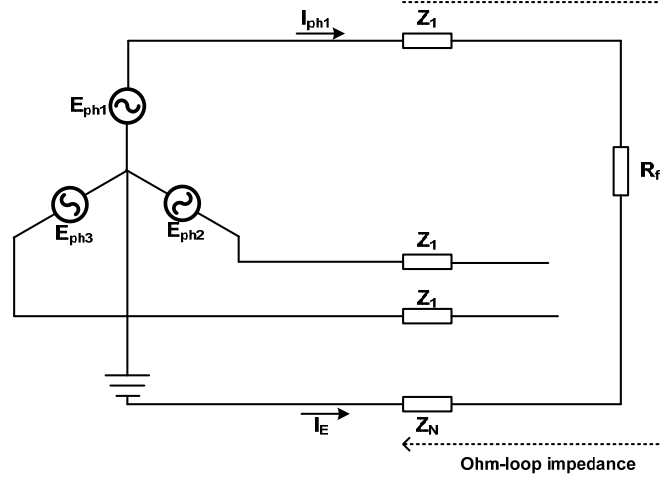 Iph1
Z1
Eph1
Rf
Eph3
Eph2
Z1
Z1
IE
ZN
Ohm-loop impedance